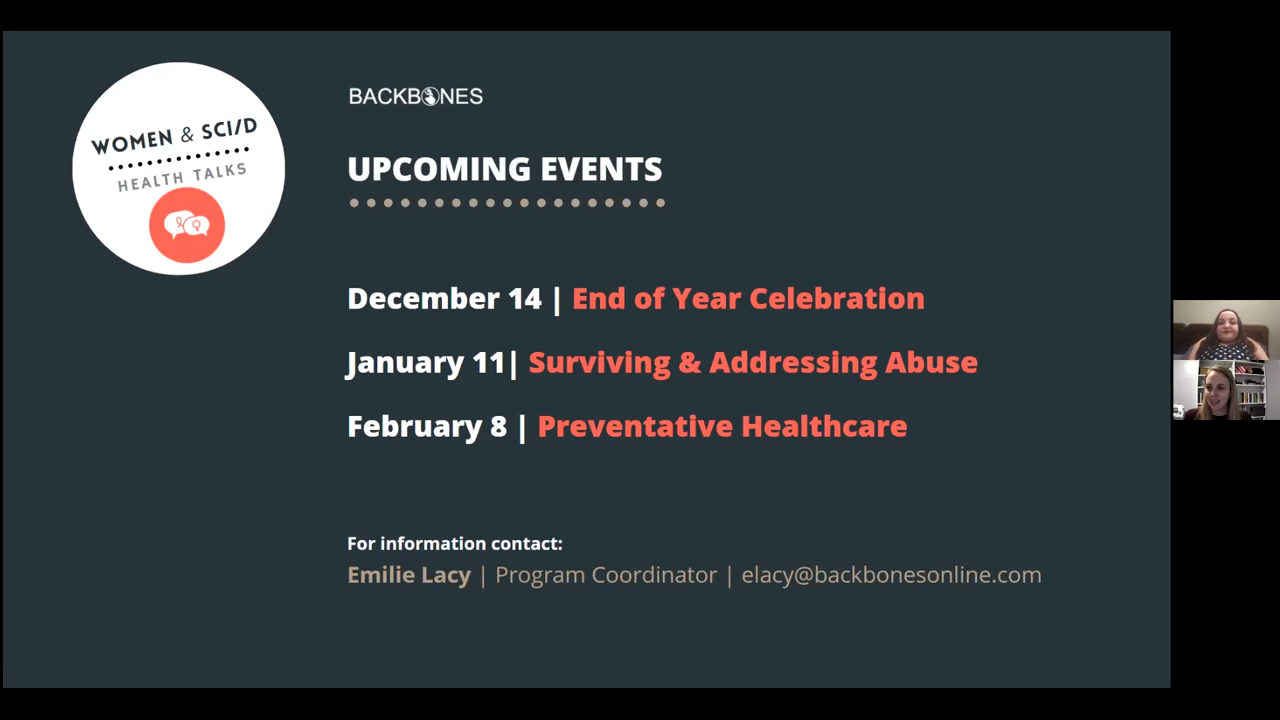 WOMEN & SCI/D
HEALTH TALKS
BACKBONES
UPCOMING EVENTS
December 14 | End of Year Celebration
January 11| Surviving & Addressing Abuse
February 8 | Preventative Healthcare
For information contact:
Emilie Lacy | Program Coordinator | elacy@backbonesonline.com